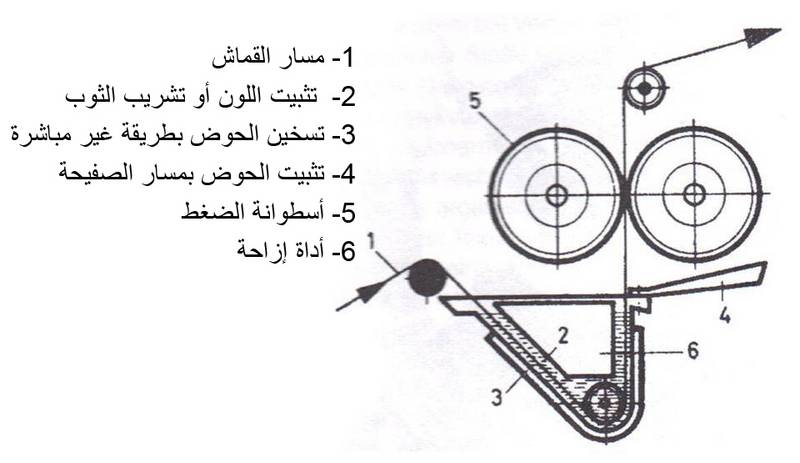 1- مسار القماش
2- تثبيت اللون أو تشريب الثوب
3- تسخين الحوض بطريقة غير مباشرة
4- تثبيت الحوض بمسار الصفيحة
5- أسطوانة الضغط
6- أداة إزاحة
5
1
2
4
6
3